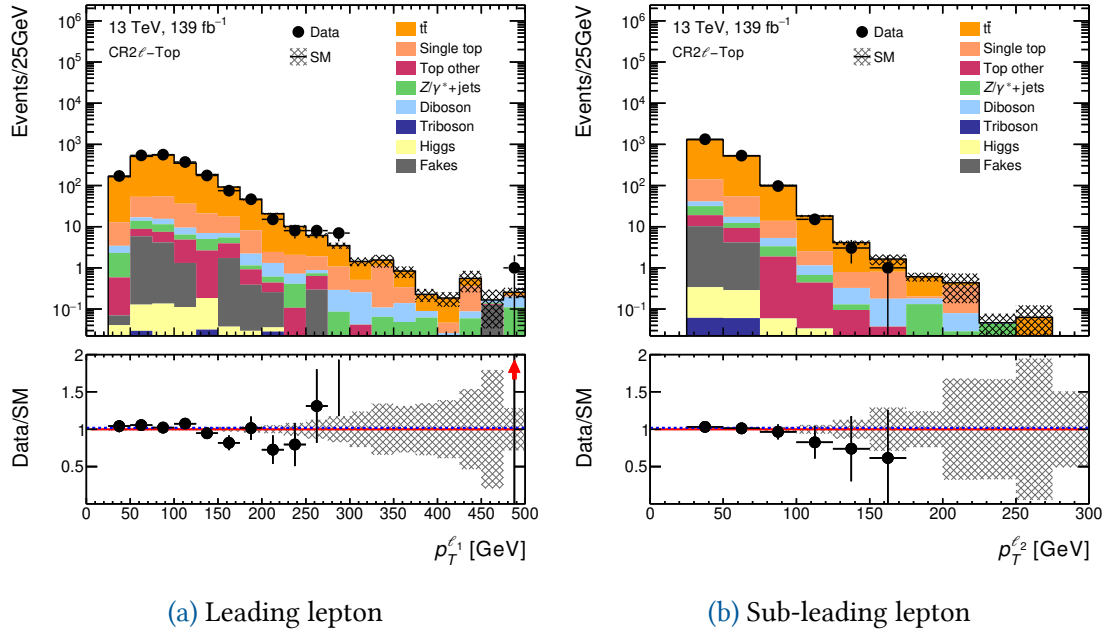 Events/25GeV
10⁶
10⁵
10⁴
10³
10²
10
1
10⁻¹
13 TeV, 139 fb⁻¹
CR2ℓ−Top
Data
SM
tt̄
Single top
Top other
Z/γ*+jets
Diboson
Triboson
Higgs
Fakes
Data/SM
2
1.5
1
0.5
0 50 100 150 200 250 300 350 400 450 500
p_T^{ℓ₁} [GeV]
(a) Leading lepton
Events/25GeV
10⁶
10⁵
10⁴
10³
10²
10
1
10⁻¹
13 TeV, 139 fb⁻¹
CR2ℓ−Top
Data
SM
tt̄
Single top
Top other
Z/γ*+jets
Diboson
Triboson
Higgs
Fakes
Data/SM
2
1.5
1
0.5
0 50 100 150 200 250 300
p_T^{ℓ₂} [GeV]
(b) Sub-leading lepton